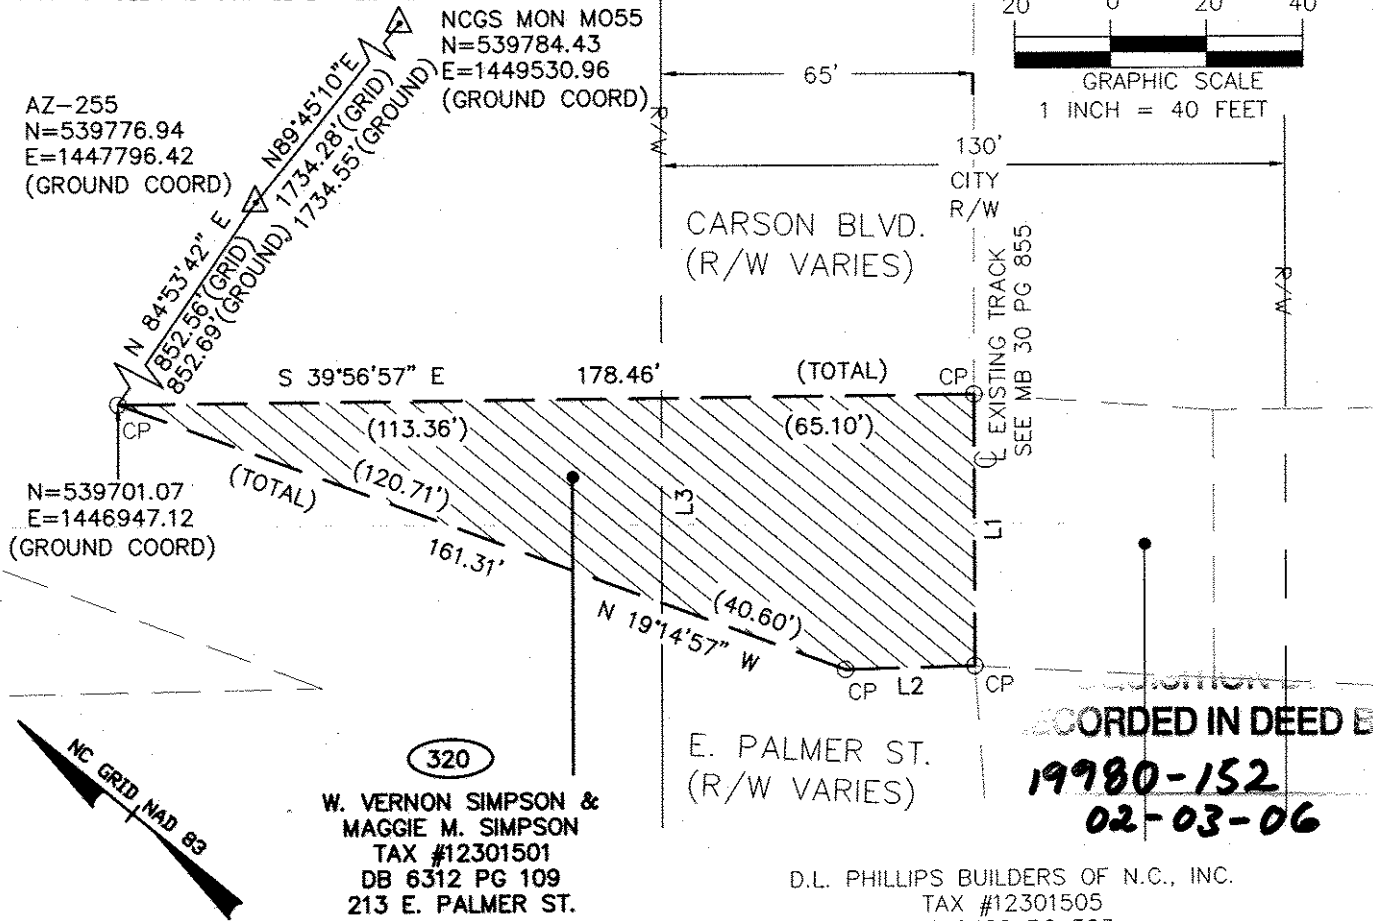 NCGS MON MO55
N=539784.43
E=1449530.96
(GROUND COORD)
AZ-255
N=539776.94
E=1447796.42
(GROUND COORD)
N89°45'10"E
1734.28'(GRID)
1734.55'(GROUND)
N 84°53'42" E
852.56'(GRID)
852.69'(GROUND)
65'
20 0 20 40
GRAPHIC SCALE
1 INCH = 40 FEET
R/W
130'
CITY
R/W
R/W
CARSON BLVD.
(R/W VARIES)
EXISTING TRACK
SEE MB 30 PG 855
S 39°56'57" E 178.46' (TOTAL) CP
CP
(113.36') (65.10')
(TOTAL)
(120.71')
161.31'
L3
L1
N=539701.07
E=1446947.12
(GROUND COORD)
(40.60')
N 19°14'57" W
CP L2 CP
NC GRID NAD 83
320
W. VERNON SIMPSON &
MAGGIE M. SIMPSON
TAX #12301501
DB 6312 PG 109
213 E. PALMER ST.
E. PALMER ST.
(R/W VARIES)
CORDED IN DEED B
19980-152
02-03-06
D.L. PHILLIPS BUILDERS OF N.C., INC.
TAX #12301505